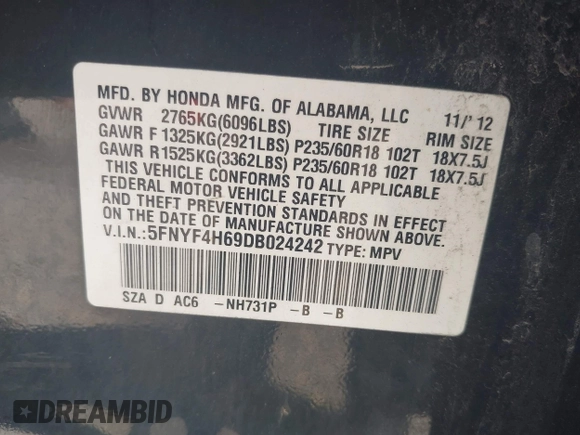 MFD. BY HONDA MFG. OF ALABAMA, LLC 11/'12
GVWR 2765KG(6096LBS) TIRE SIZE RIM SIZE
GAWR F 1325KG(2921LBS) P235/60R18 102T 18X7.5J
GAWR R1525KG(3362LBS) P235/60R18 102T 18X7.5J
THIS VEHICLE CONFORMS TO ALL APPLICABLE
FEDERAL MOTOR VEHICLE SAFETY
AND THEFT PREVENTION STANDARDS IN EFFECT
ON THE DATE OF MANUFACTURE SHOWN ABOVE.
V.I.N.:5FNYF4H69DB024242 TYPE: MPV
SZA D AC6 -NH731P -B -B
DREAMBID